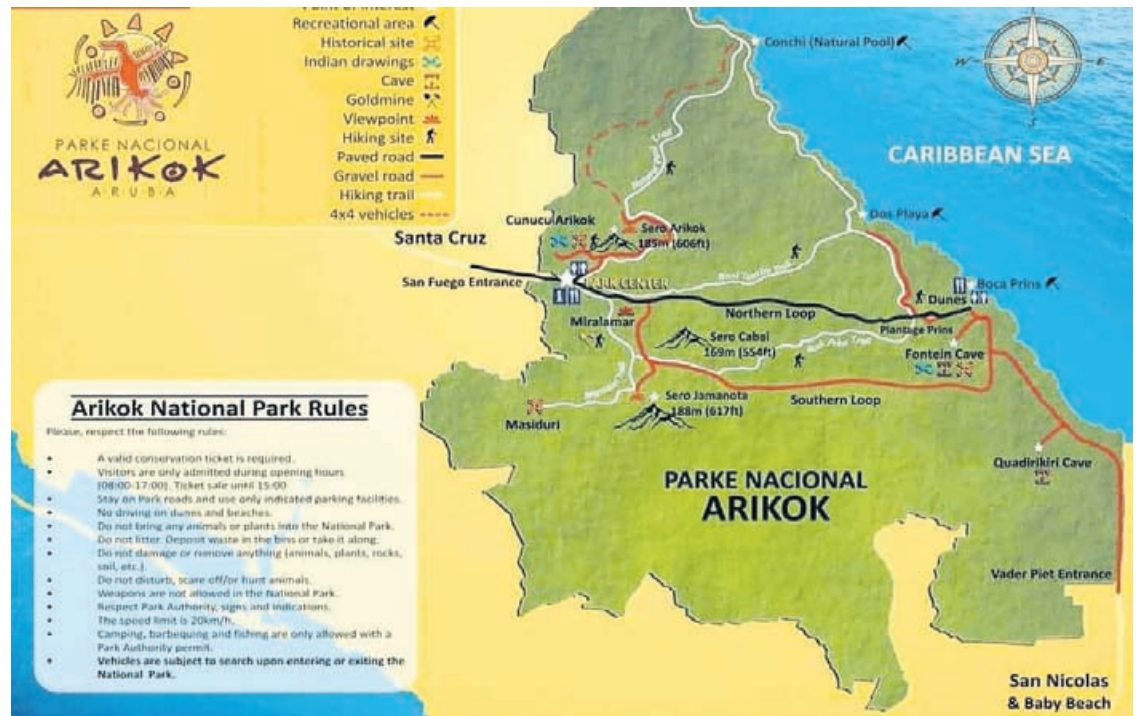 Recreational area
Historical site
Indian drawings
Cave
Goldmine
Viewpoint
Hiking site
Paved road
Gravel road
Hiking trail
4x4 vehicles
PARKE NACIONAL
ARIKOK
ARUBA
W
E
Conchi (Natural Pool)
CARIBBEAN SEA
Cunucu Arikok
Santa Cruz
Sero Arikok
185m (606ft)
Dos Playa
San Fuego Entrance
PARK CENTER
Boca Prins
Dunes
Northern Loop
Miralamar
Plantage Prins
Sero Cabai
169m (554ft)
Fontein Cave
Sero Jamanota
188m (617ft)
Southern Loop
Masiduri
Quadirikiri Cave
PARKE NACIONAL
ARIKOK
Vader Piet Entrance
San Nicolas
& Baby Beach
Arikok National Park Rules
Please, respect the following rules:
• A valid conservation ticket is required.
• Visitors are only admitted during opening hours
(08:00-17:00). Ticket sale until 15:00
• Stay on Park roads and use only indicated parking facilities.
• No driving on dunes and beaches.
• Do not bring any animals or plants into the National Park.
• Do not litter. Deposit waste in the bins or take it along.
• Do not damage or remove anything (animals, plants, rocks,
soil, etc.).
• Do not disturb, scare off/or hunt animals.
• Weapons are not allowed in the National Park.
• Respect Park Authority, signs and indications.
• The speed limit is 20km/h.
• Camping, barbequing and fishing are only allowed with a
Park Authority permit.
• Vehicles are subject to search upon entering or exiting the
National Park.